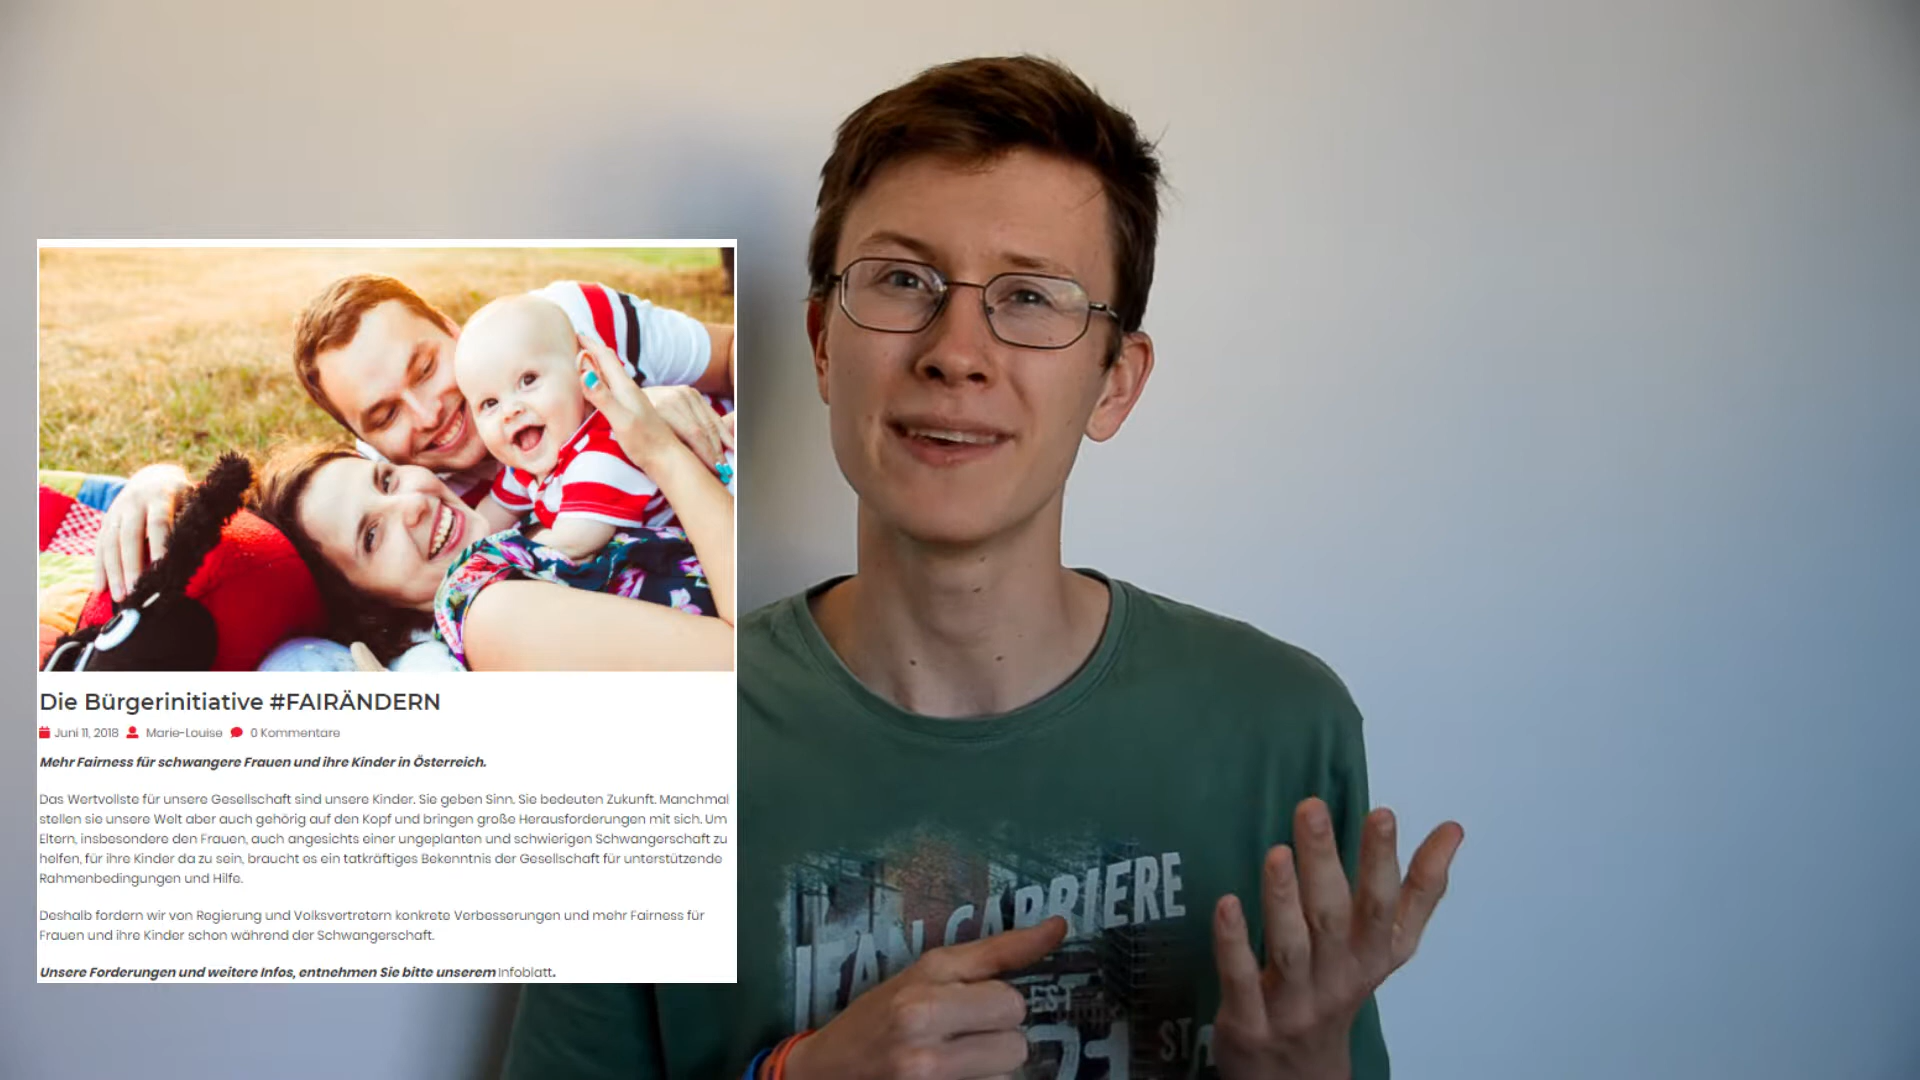 Die Bürgerinitiative #FAIRÄNDERN
Juni 11, 2018 Marie-Louise 0 Kommentare
Mehr Fairness für schwangere Frauen und ihre Kinder in Österreich.
Das Wertvollste für unsere Gesellschaft sind unsere Kinder. Sie geben Sinn. Sie bedeuten Zukunft. Manchmal
stellen sie unsere Welt aber auch gehörig auf den Kopf und bringen große Herausforderungen mit sich. Um
Eltern, insbesondere den Frauen, auch angesichts einer ungeplanten und schwierigen Schwangerschaft zu
helfen, für ihre Kinder da zu sein, braucht es ein tatkräftiges Bekenntnis der Gesellschaft für unterstützende
Rahmenbedingungen und Hilfe.
Deshalb fordern wir von Regierung und Volksvertretern konkrete Verbesserungen und mehr Fairness für
Frauen und ihre Kinder schon während der Schwangerschaft.
Unsere Forderungen und weitere Infos, entnehmen Sie bitte unserem Infoblatt.
CARRIERE
EST